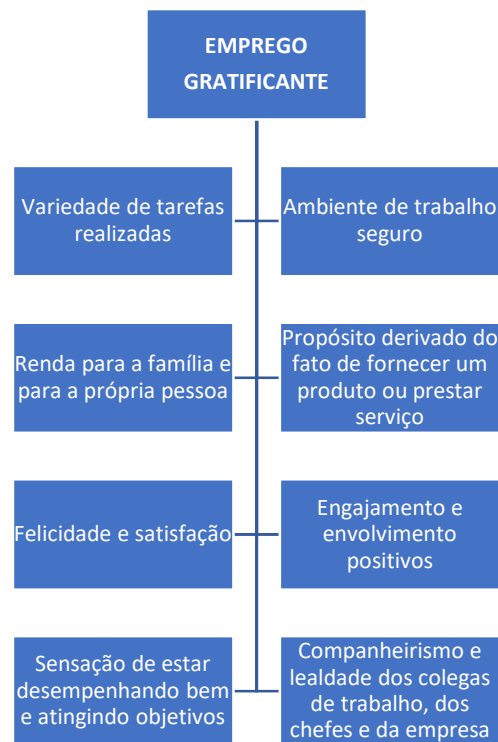 EMPREGO
GRATIFICANTE
Variedade de tarefas
realizadas
Ambiente de trabalho
seguro
Renda para a família e
para a própria pessoa
Propósito derivado do
fato de fornecer um
produto ou prestar
serviço
Felicidade e satisfação
Engajamento e
envolvimento
positivos
Sensação de estar
desempenhando bem
e atingindo objetivos
Companheirismo e
lealdade dos colegas
de trabalho, dos
chefes e da empresa